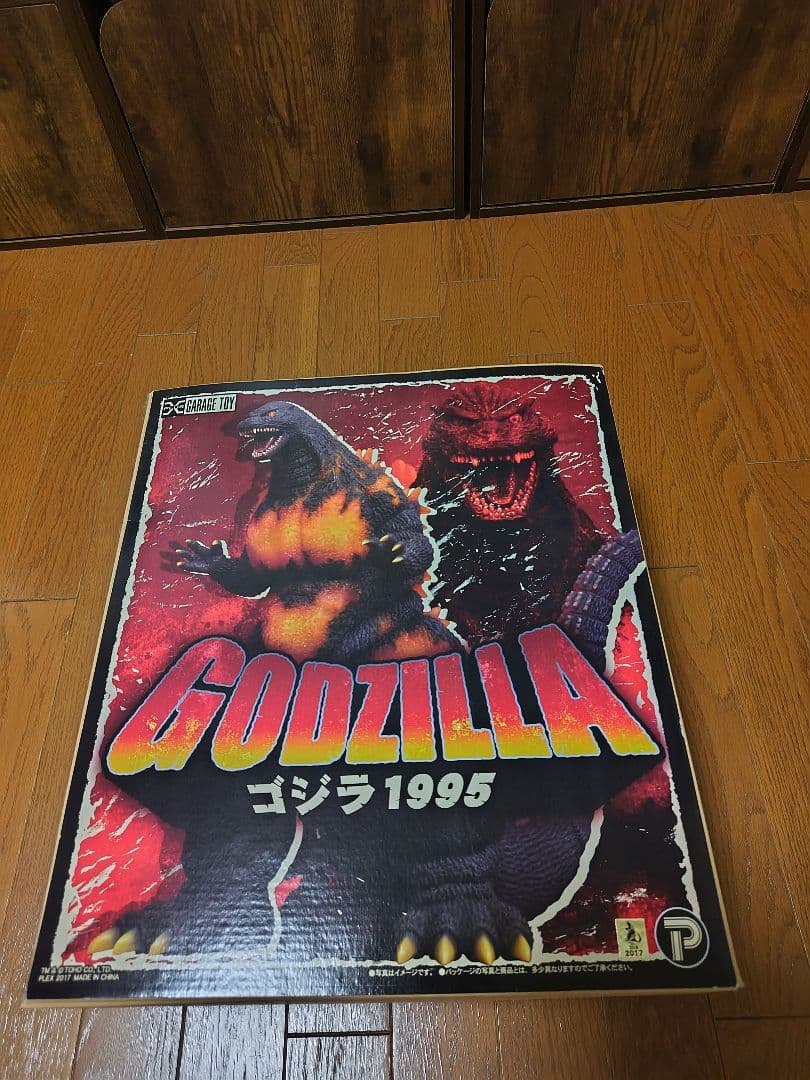 GARAGE TOY
GODZILLA
ゴジラ1995
2017
TM & © TOHO CO., LTD.
PLEX 2017 MADE IN CHINA
●写真はイメージです。 ●パッケージの写真と商品とは、多少異なりますのでご了承ください。